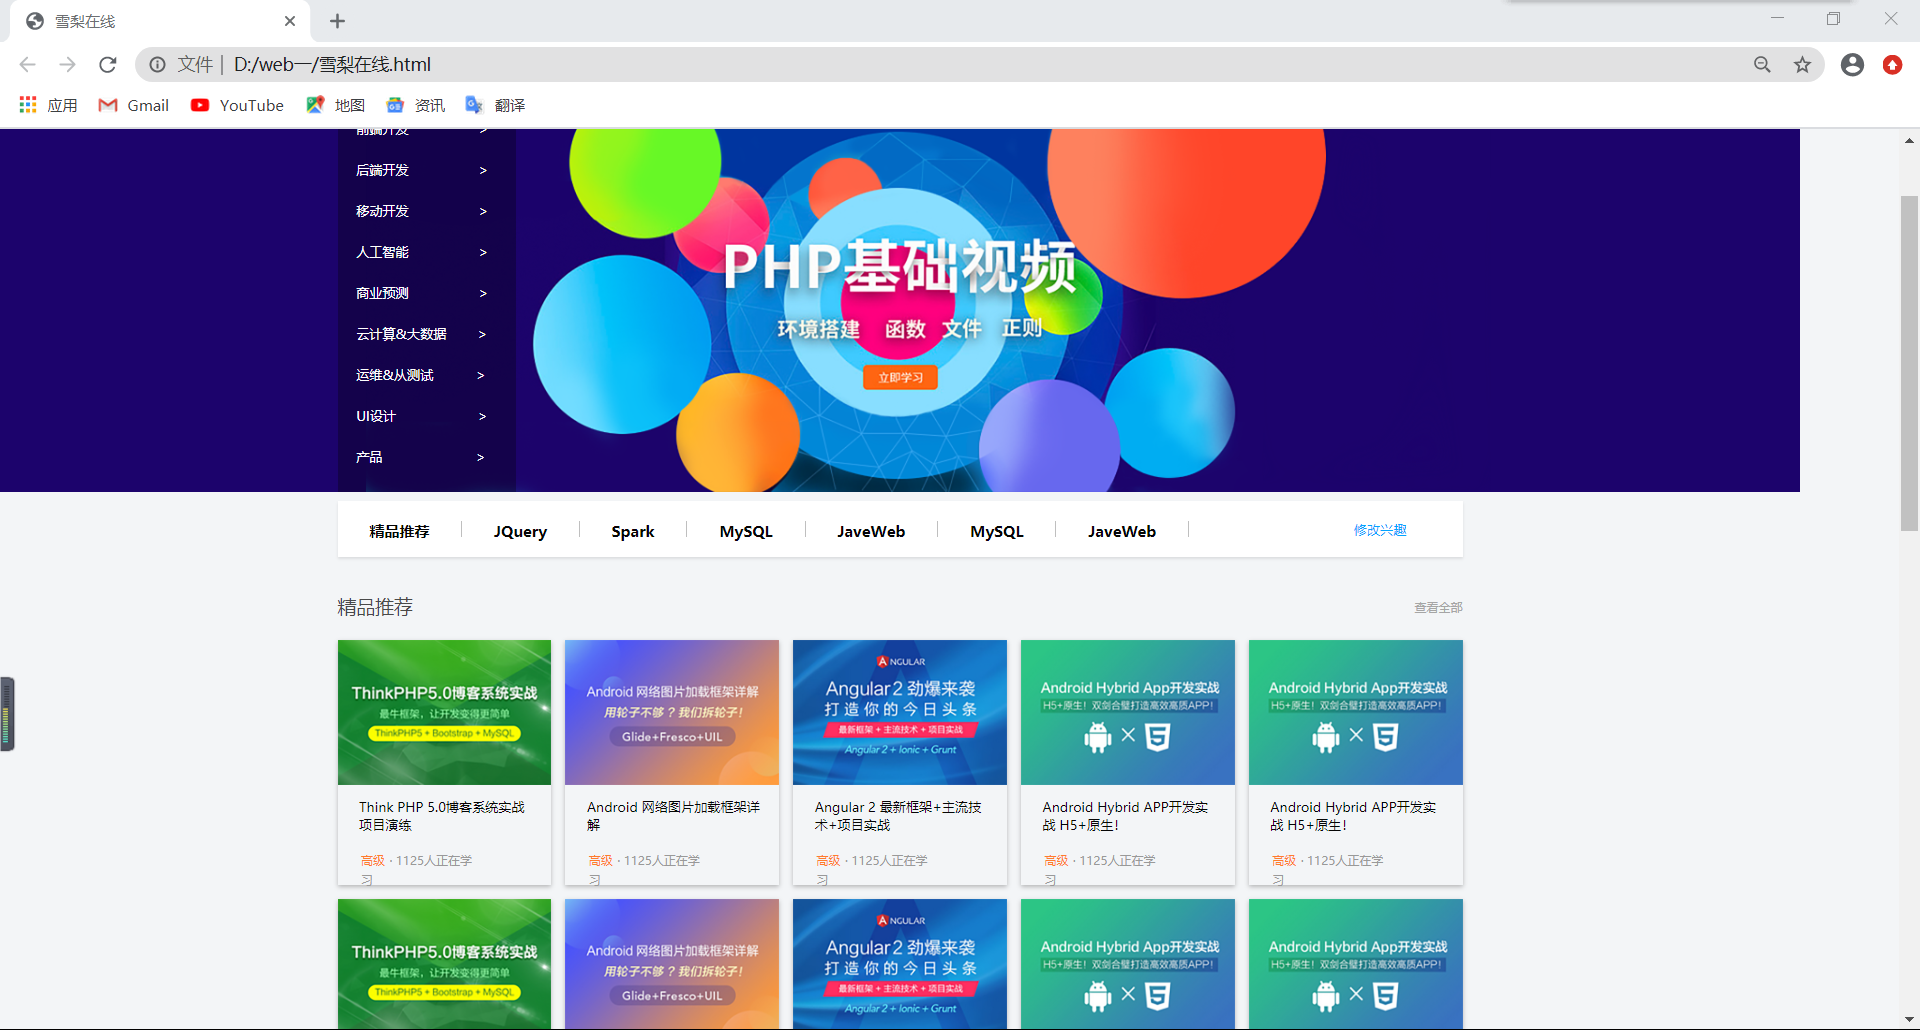 雪梨在线
文件 | D:/web一/雪梨在线.html
应用 Gmail YouTube 地图 资讯 翻译
前端开发 >
后端开发 >
移动开发 >
人工智能 >
商业预测 >
云计算&大数据 >
运维&从测试 >
UI设计 >
产品 >
PHP基础视频
环境搭建 函数 文件 正则
立即学习
精品推荐 JQuery Spark MySQL JaveWeb MySQL JaveWeb 修改兴趣
精品推荐 查看全部
ThinkPHP5.0博客系统实战
最牛框架，让开发变得更简单
ThinkPHP5 + Bootstrap + MySQL
Think PHP 5.0博客系统实战
项目演练
高级 · 1125人正在学
习
Android 网络图片加载框架详解
用轮子不够？我们拆轮子！
Glide+Fresco+UIL
Android 网络图片加载框架详
解
高级 · 1125人正在学
习
ANGULAR
Angular 2 劲爆来袭
打造你的今日头条
最新框架 + 主流技术 + 项目实战
Angular 2 + Ionic + Grunt
Angular 2 最新框架+主流技
术+项目实战
高级 · 1125人正在学
习
Android Hybrid App开发实战
H5+原生！双剑合璧打造高效高质APP！
Android Hybrid APP开发实
战 H5+原生！
高级 · 1125人正在学
习
Android Hybrid App开发实战
H5+原生！双剑合璧打造高效高质APP！
Android Hybrid APP开发实
战 H5+原生！
高级 · 1125人正在学
习
ThinkPHP5.0博客系统实战
最牛框架，让开发变得更简单
ThinkPHP5 + Bootstrap + MySQL
Android 网络图片加载框架详解
用轮子不够？我们拆轮子！
Glide+Fresco+UIL
ANGULAR
Angular 2 劲爆来袭
打造你的今日头条
最新框架 + 主流技术 + 项目实战
Angular 2 + Ionic + Grunt
Android Hybrid App开发实战
H5+原生！双剑合璧打造高效高质APP！
Android Hybrid App开发实战
H5+原生！双剑合璧打造高效高质APP！